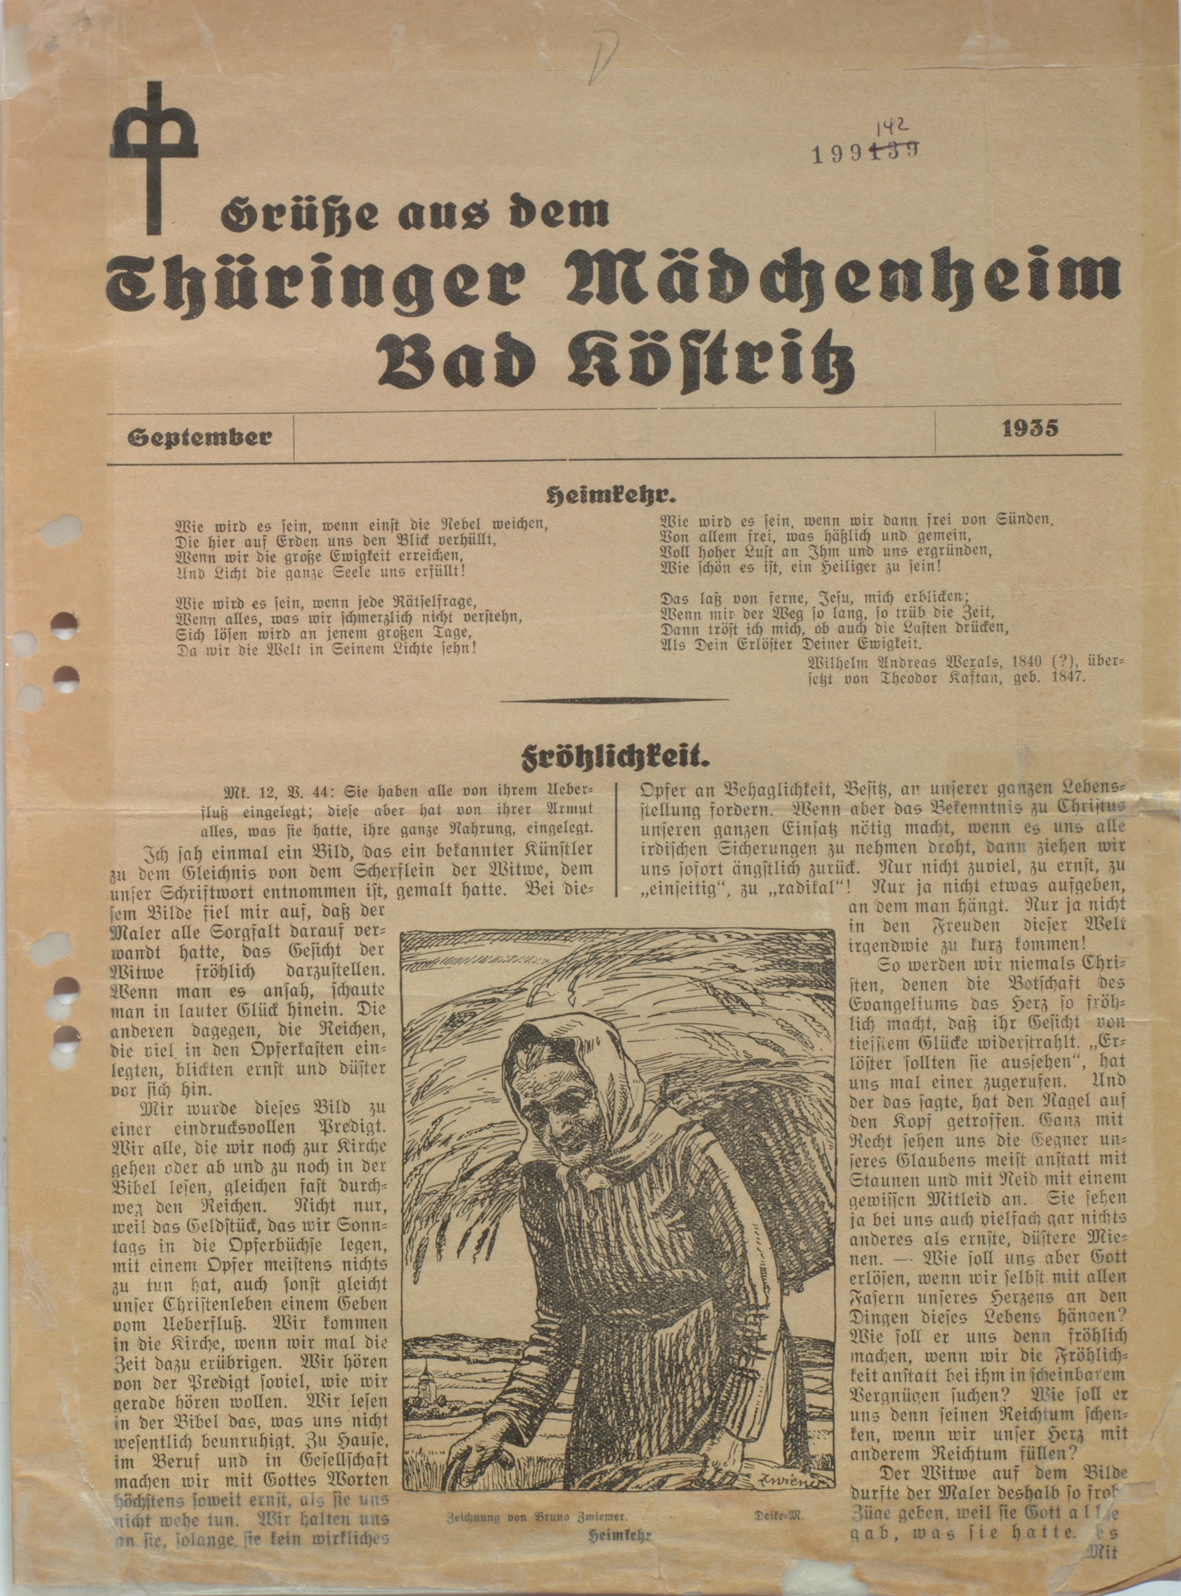 142
199139
Grüße aus dem
Thüringer Mädchenheim
Bad Köstritz
September
1935
Heimkehr.
Wie wird es sein, wenn einst die Nebel weichen,
Die hier auf Erden uns den Blick verhüllt,
Wenn wir die große Ewigkeit erreichen,
Und Licht die ganze Seele uns erfüllt!
Wie wird es sein, wenn jede Rätselfrage,
Wenn alles, was wir schmerzlich nicht verstehn,
Sich lösen wird an jenem großen Tage,
Da wir die Welt in Seinem Lichte sehn!
Wie wird es sein, wenn wir dann frei von Sünden,
Von allem frei, was häßlich und gemein,
Voll hoher Lust an Ihm und uns ergründen,
Wie schön es ist, ein Heiliger zu sein!
Das laß von ferne, Jesu, mich erblicken;
Wenn mir der Weg so lang, so trüb die Zeit,
Dann tröst ich mich, ob auch die Lasten drücken,
Als Dein Erlöster Deiner Ewigkeit.
Wilhelm Andreas Wexals, 1840 (?), über-
setzt von Theodor Kaftan, geb. 1847.
Fröhlichkeit.
Mk. 12, V. 44: Sie haben alle von ihrem Ueber-
fluß eingelegt; diese aber hat von ihrer Armut
alles, was sie hatte, ihre ganze Nahrung, eingelegt.
Ich sah einmal ein Bild, das ein bekannter Künstler
zu dem Gleichnis von dem Scherflein der Witwe, dem
unser Schriftwort entnommen ist, gemalt hatte. Bei die-
sem Bilde fiel mir auf, daß der
Maler alle Sorgfalt darauf ver-
wandt hatte, das Gesicht der
Witwe fröhlich darzustellen.
Wenn man es ansah, schaute
man in lauter Glück hinein. Die
anderen dagegen, die Reichen,
die viel in den Opferkasten ein-
legten, blickten ernst und düster
vor sich hin.
Mir wurde dieses Bild zu
einer eindrucksvollen Predigt.
Wir alle, die wir noch zur Kirche
gehen oder ab und zu noch in der
Bibel lesen, gleichen fast durch-
weg den Reichen. Nicht nur,
weil das Geldstück, das wir Sonn-
tags in die Opferbüchse legen,
mit einem Opfer meistens nichts
zu tun hat, auch sonst gleicht
unser Christenleben einem Geben
vom Ueberfluß. Wir kommen
in die Kirche, wenn wir mal die
Zeit dazu erübrigen. Wir hören
von der Predigt soviel, wie wir
gerade hören wollen. Wir lesen
in der Bibel das, was uns nicht
wesentlich beunruhigt. Zu Hause,
im Beruf und in Gesellschaft
machen wir mit Gottes Worten
höchstens soweit ernst, als sie uns
nicht wehe tun. Wir halten uns
an sie, solange sie kein wirkliches
Zwiener
Zeichnung von Bruno Zwiener.
Deike-M.
Heimkehr
Opfer an Behaglichkeit, Besitz, an unserer ganzen Lebens-
stellung fordern. Wenn aber das Bekenntnis zu Christus
unseren ganzen Einsatz nötig macht, wenn es uns alle
irdischen Sicherungen zu nehmen droht, dann ziehen wir
uns sofort ängstlich zurück. Nur nicht zuviel, zu ernst, zu
„einseitig“, zu „radikal“! Nur ja nicht etwas aufgeben,
an dem man hängt. Nur ja nicht
in den Freuden dieser Welt
irgendwie zu kurz kommen!
So werden wir niemals Chri-
sten, denen die Botschaft des
Evangeliums das Herz so fröh-
lich macht, daß ihr Gesicht von
tiefstem Glücke widerstrahlt. „Er-
löster sollten sie aussehen“, hat
uns mal einer zugerufen. Und
der das sagte, hat den Nagel auf
den Kopf getroffen. Ganz mit
Recht sehen uns die Gegner un-
seres Glaubens meist anstatt mit
Staunen und mit Neid mit einem
gewissen Mitleid an. Sie sehen
ja bei uns auch vielfach gar nichts
anderes als ernste, düstere Mie-
nen. — Wie soll uns aber Gott
erlösen, wenn wir selbst mit allen
Fasern unseres Herzens an den
Dingen dieses Lebens hängen?
Wie soll er uns denn fröhlich
machen, wenn wir die Fröhlich-
keit anstatt bei ihm in scheinbarem
Vergnügen suchen? Wie soll er
uns denn seinen Reichtum schen-
ken, wenn wir unser Herz mit
anderem Reichtum füllen?
Der Witwe auf dem Bilde
durfte der Maler deshalb so froh
Züge geben, weil sie Gott alles
gab, was sie hatte. Es
Mit